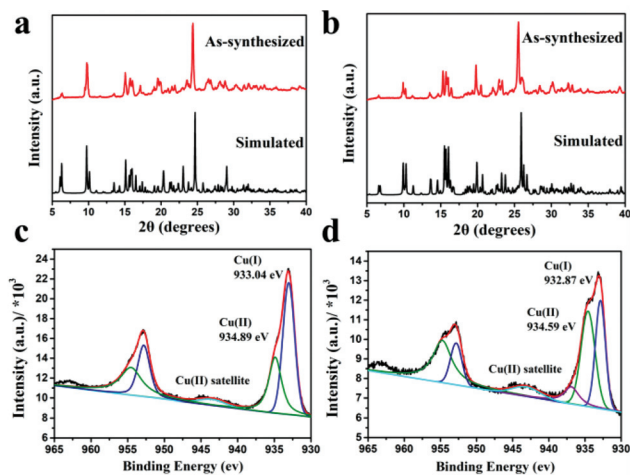 a
As-synthesized
Simulated
Intensity (a.u.)
5 10 15 20 25 30 35 40
2θ (degrees)
b
As-synthesized
Simulated
Intensity (a.u.)
5 10 15 20 25 30 35 40
2θ (degrees)
c
Cu(I)
933.04 eV
Cu(II)
934.89 eV
Cu(II) satellite
Intensity (a.u.)/ *10³
24
22
20
18
16
14
12
10
8
6
965 960 955 950 945 940 935 930
Binding Energy (ev)
d
Cu(I)
932.87 eV
Cu(II)
934.59 eV
Cu(II) satellite
Intensity (a.u.)/ *10³
14
13
12
11
10
9
8
7
6
5
965 960 955 950 945 940 935 930
Binding Energy (ev)